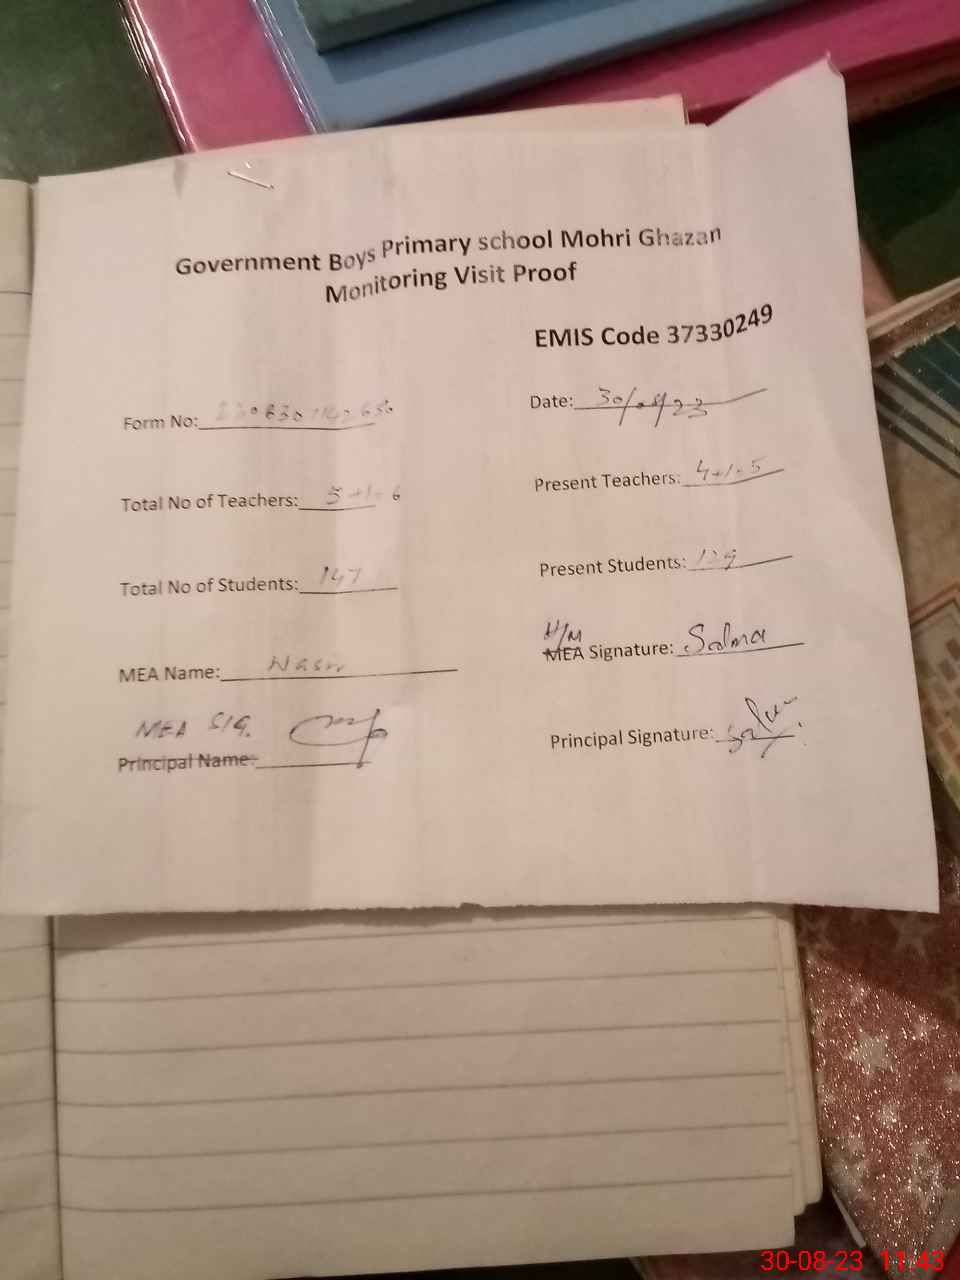 Government Boys Primary school Mohri Ghazan
Monitoring Visit Proof
EMIS Code 37330249
Form No:
Date: 30/08/23
Total No of Teachers: 5+1=6
Present Teachers: 4+1=5
Total No of Students: 147
Present Students: 129
H/M
MEA Signature: Salma
MEA Name: Nasir
MEA SIG.
Principal Name:
Principal Signature:
30-08-23 11:43